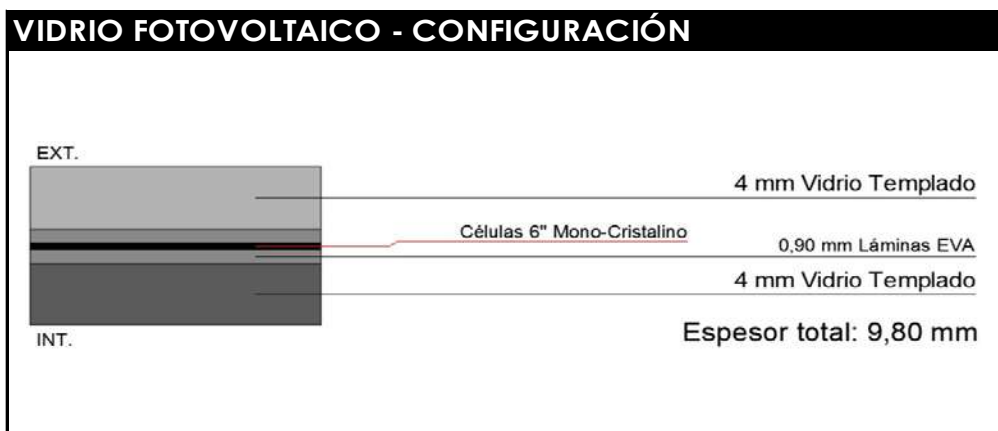 VIDRIO FOTOVOLTAICO - CONFIGURACIÓN
EXT.
4 mm Vidrio Templado
Células 6" Mono-Cristalino
0,90 mm Láminas EVA
4 mm Vidrio Templado
INT.
Espesor total: 9,80 mm